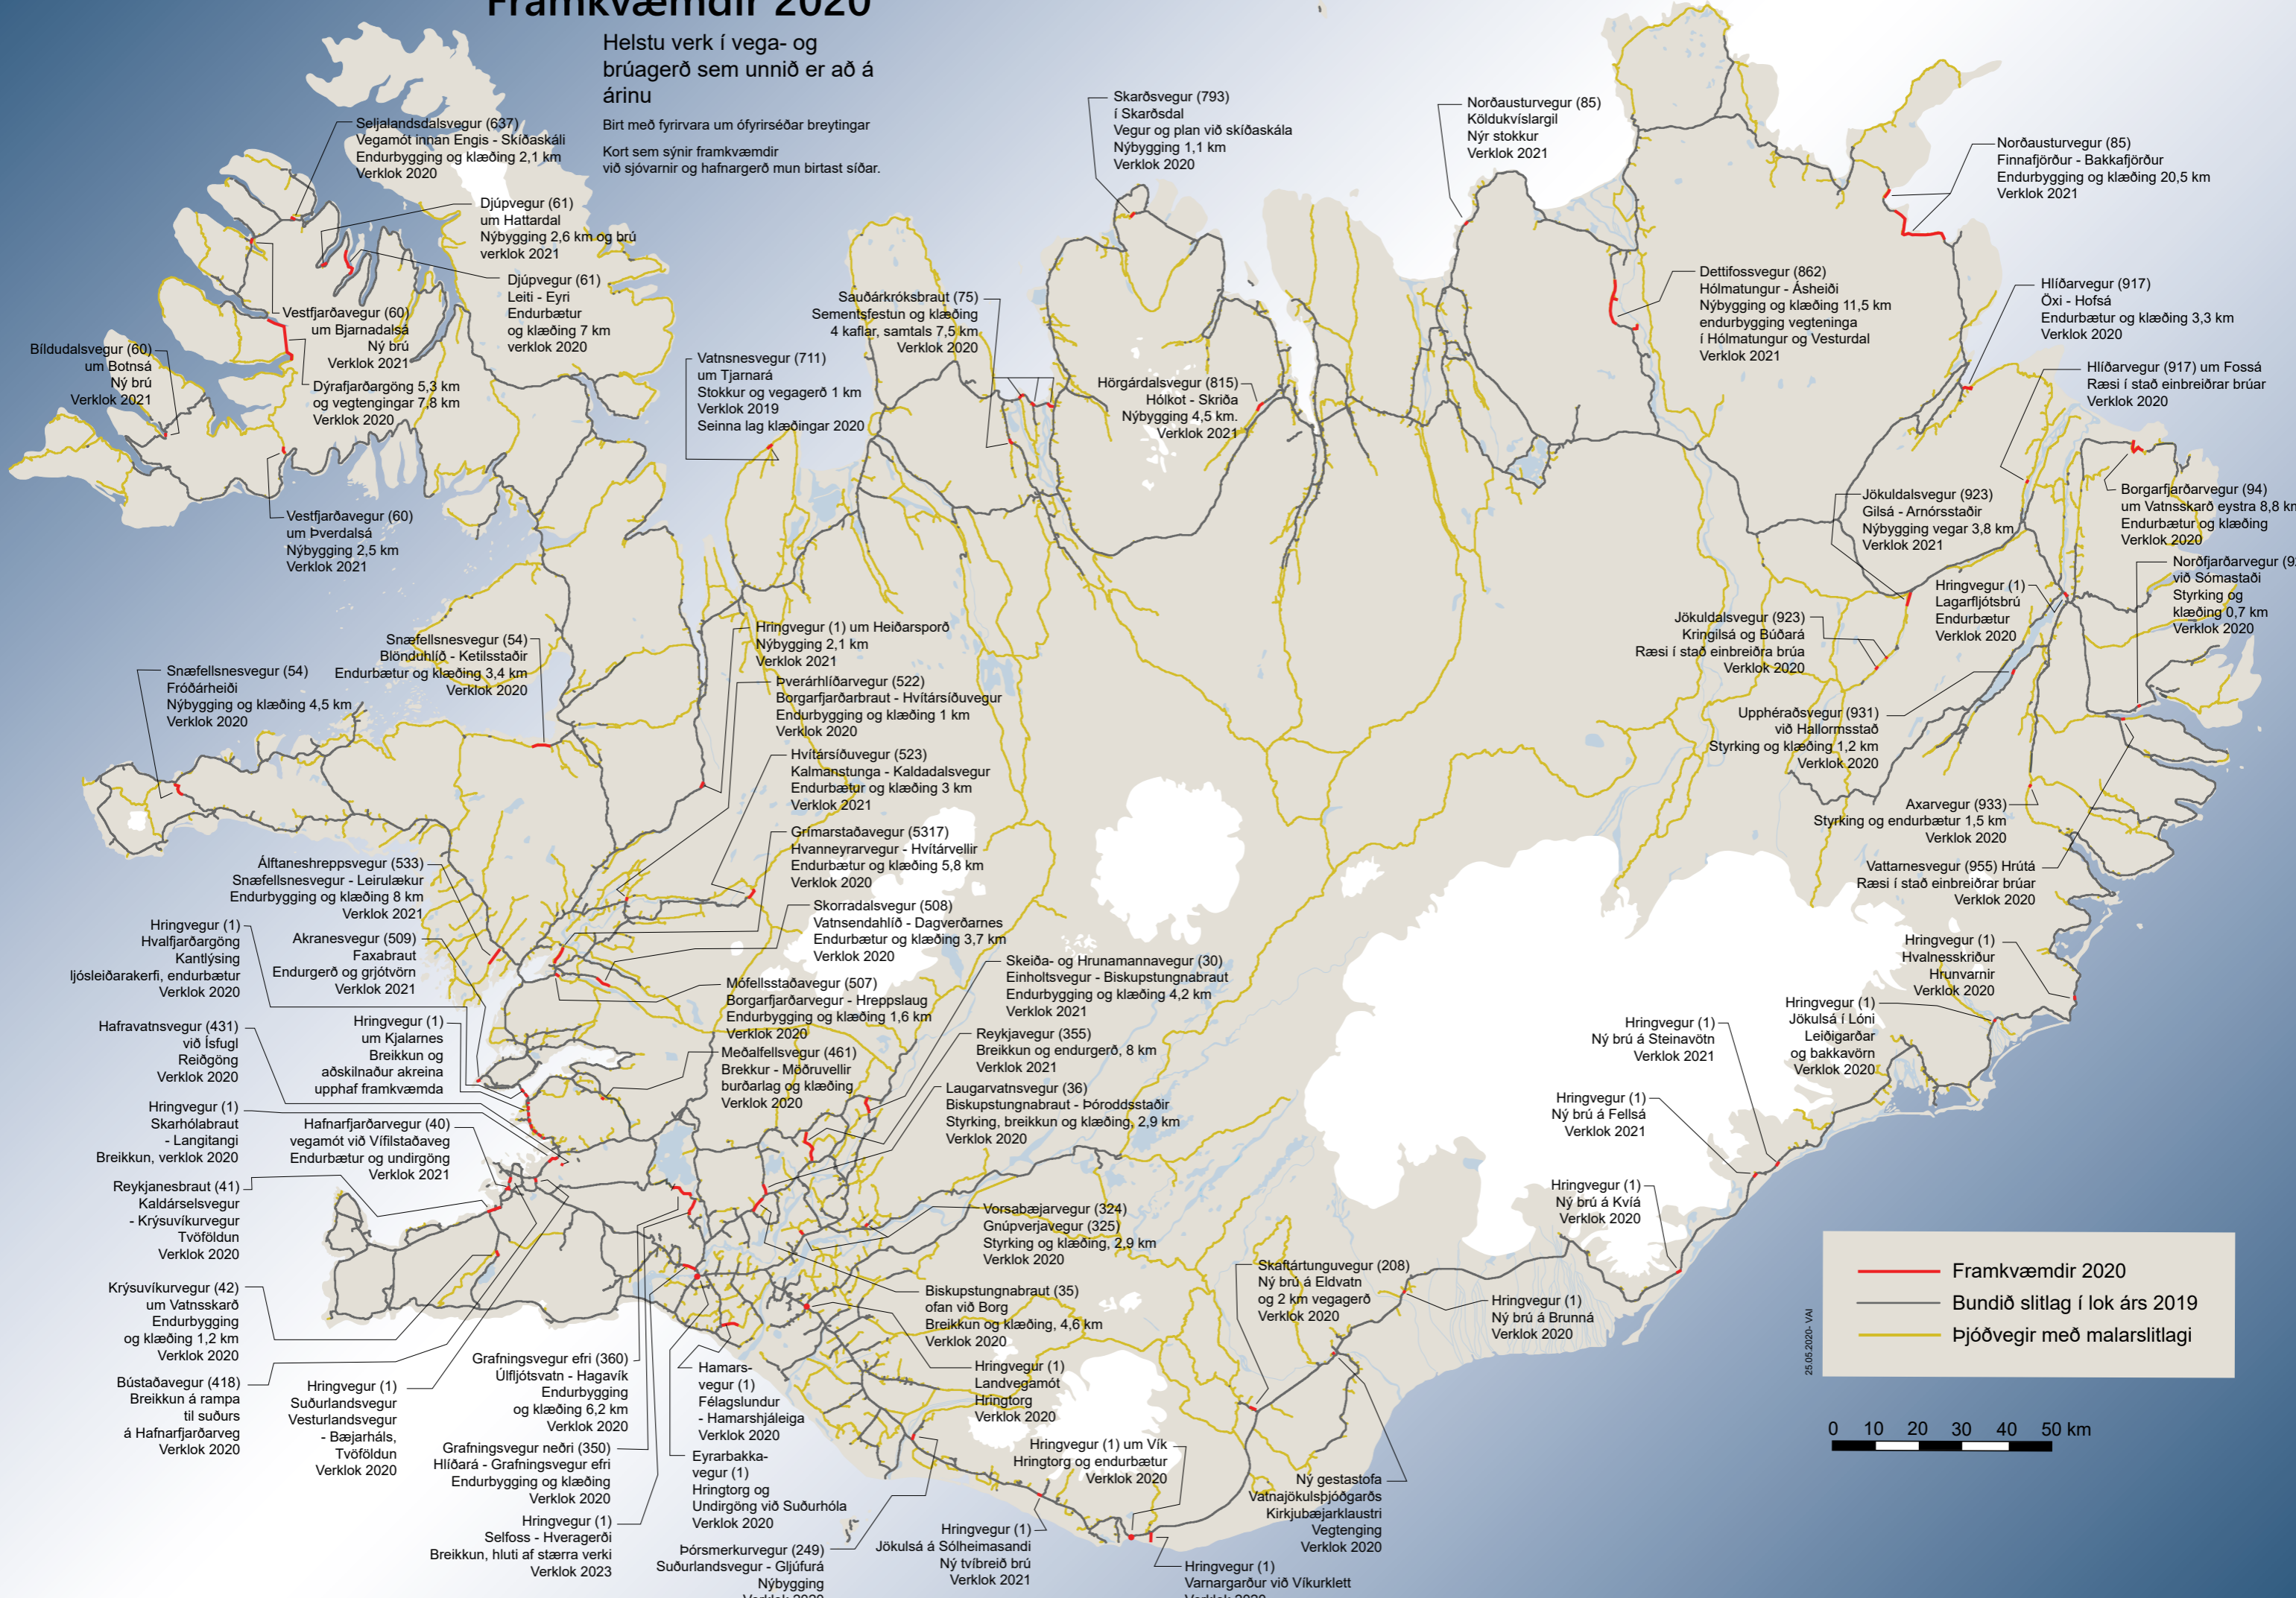 Framkvæmdir 2020
Helstu verk í vega- og
brúagerð sem unnið er að á
árinu
Birt með fyrirvara um ófyrirséðar breytingar
Kort sem sýnir framkvæmdir
við sjóvarnir og hafnargerð mun birtast síðar.
Seljalandsdalsvegur (637)
Vegamót innan Engis - Skíðaskáli
Endurbygging og klæðing 2,1 km
Verklok 2020
Djúpvegur (61)
um Hattardal
Nýbygging 2,6 km og brú
verklok 2021
Djúpvegur (61)
Leiti - Eyri
Endurbætur
og klæðing 7 km
verklok 2020
Vestfjarðavegur (60)
um Bjarnadalsá
Ný brú
Verklok 2021
Bíldudalsvegur (60)
um Botnsá
Ný brú
Verklok 2021
Dýrafjarðargöng 5,3 km
og vegtengingar 7,8 km
Verklok 2020
Vestfjarðavegur (60)
um Þverdalsá
Nýbygging 2,5 km
Verklok 2021
Skarðsvegur (793)
í Skarðsdal
Vegur og plan við skíðaskála
Nýbygging 1,1 km
Verklok 2020
Norðausturvegur (85)
Köldukvíslargil
Nýr stokkur
Verklok 2021
Norðausturvegur (85)
Finnafjörður - Bakkafjörður
Endurbygging og klæðing 20,5 km
Verklok 2021
Sauðárkróksbraut (75)
Sementsfestun og klæðing
4 kaflar, samtals 7,5 km
Verklok 2020
Vatnsnesvegur (711)
um Tjarnará
Stokkur og vegagerð 1 km
Verklok 2019
Seinna lag klæðingar 2020
Hörgárdalsvegur (815)
Hólkot - Skriða
Nýbygging 4,5 km.
Verklok 2021
Dettifossvegur (862)
Hólmatungur - Ásheiði
Nýbygging og klæðing 11,5 km
endurbygging vegteninga
í Hólmatungur og Vesturdal
Verklok 2021
Hlíðarvegur (917)
Öxi - Hofsá
Endurbætur og klæðing 3,3 km
Verklok 2020
Hlíðarvegur (917) um Fossá
Ræsi í stað einbreiðrar brúar
Verklok 2020
Borgarfjarðarvegur (94)
um Vatnsskarð eystra 8,8 km
Endurbætur og klæðing
Verklok 2020
Jökuldalsvegur (923)
Gilsá - Arnórsstaðir
Nýbygging vegar 3,8 km
Verklok 2021
Norðfjarðarvegur (92
við Sómastaði
Styrking og
klæðing 0,7 km
Verklok 2020
Hringvegur (1)
Lagarfljótsbrú
Endurbætur
Verklok 2020
Jökuldalsvegur (923)
Kringilsá og Búðará
Ræsi í stað einbreiðra brúa
Verklok 2020
Upphéraðsvegur (931)
við Hallormsstað
Styrking og klæðing 1,2 km
Verklok 2020
Axarvegur (933)
Styrking og endurbætur 1,5 km
Verklok 2020
Vattarnesvegur (955) Hrútá
Ræsi í stað einbreiðrar brúar
Verklok 2020
Hringvegur (1)
Hvalnesskriður
Hrunvarnir
Verklok 2020
Hringvegur (1)
Jökulsá í Lóni
Leiðigarðar
og bakkavörn
Verklok 2020
Hringvegur (1)
Ný brú á Steinavötn
Verklok 2021
Hringvegur (1)
Ný brú á Fellsá
Verklok 2021
Hringvegur (1)
Ný brú á Kvíá
Verklok 2020
Snæfellsnesvegur (54)
Blönduhlíð - Ketilsstaðir
Endurbætur og klæðing 3,4 km
Verklok 2020
Snæfellsnesvegur (54)
Fróðárheiði
Nýbygging og klæðing 4,5 km
Verklok 2020
Hringvegur (1) um Heiðarsporð
Nýbygging 2,1 km
Verklok 2021
Þverárhlíðarvegur (522)
Borgarfjarðarbraut - Hvítársíðuvegur
Endurbygging og klæðing 1 km
Verklok 2020
Hvítársíðuvegur (523)
Kalmanstunga - Kaldadalsvegur
Endurbætur og klæðing 3 km
Verklok 2021
Grímarstaðavegur (5317)
Hvanneyrarvegur - Hvítárvellir
Endurbætur og klæðing 5,8 km
Verklok 2020
Skorradalsvegur (508)
Vatnsendahlíð - Dagverðarnes
Endurbætur og klæðing 3,7 km
Verklok 2020
Álftaneshreppsvegur (533)
Snæfellsnesvegur - Leirulækur
Endurbygging og klæðing 8 km
Verklok 2021
Hringvegur (1)
Hvalfjarðargöng
Kantlýsing
ljósleiðarakerfi, endurbætur
Verklok 2020
Akranesvegur (509)
Faxabraut
Endurgerð og grjótvörn
Verklok 2021
Mófellsstaðavegur (507)
Borgarfjarðarvegur - Hreppslaug
Endurbygging og klæðing 1,6 km
Verklok 2020
Skeiða- og Hrunamannavegur (30)
Einholtsvegur - Biskupstungnabraut
Endurbygging og klæðing 4,2 km
Verklok 2021
Hafravatnsvegur (431)
við Ísfugl
Reiðgöng
Verklok 2020
Hringvegur (1)
um Kjalarnes
Breikkun og
aðskilnaður akreina
upphaf framkvæmda
Meðalfellsvegur (461)
Brekkur - Möðruvellir
burðarlag og klæðing
Verklok 2020
Reykjavegur (355)
Breikkun og endurgerð, 8 km
Verklok 2021
Laugarvatnsvegur (36)
Biskupstungnabraut - Þóroddsstaðir
Styrking, breikkun og klæðing, 2,9 km
Verklok 2020
Hringvegur (1)
Skarhólabraut
- Langitangi
Breikkun, verklok 2020
Hafnarfjarðarvegur (40)
vegamót við Vífilstaðaveg
Endurbætur og undirgöng
Verklok 2021
Reykjanesbraut (41)
Kaldárselsvegur
- Krýsuvíkurvegur
Tvöföldun
Verklok 2020
Vorsabæjarvegur (324)
Gnúpverjavegur (325)
Styrking og klæðing, 2,9 km
Verklok 2020
Krýsuvíkurvegur (42)
um Vatnsskarð
Endurbygging
og klæðing 1,2 km
Verklok 2020
Biskupstungnabraut (35)
ofan við Borg
Breikkun og klæðing, 4,6 km
Verklok 2020
Skaftártunguvegur (208)
Ný brú á Eldvatn
og 2 km vegagerð
Verklok 2020
Hringvegur (1)
Ný brú á Brunná
Verklok 2020
Bústaðavegur (418)
Breikkun á rampa
til suðurs
á Hafnarfjarðarveg
Verklok 2020
Hringvegur (1)
Suðurlandsvegur
Vesturlandsvegur
- Bæjarháls,
Tvöföldun
Verklok 2020
Grafningsvegur efri (360)
Úlfljótsvatn - Hagavík
Endurbygging
og klæðing 6,2 km
Verklok 2020
Hamars-
vegur (1)
Félagslundur
- Hamarshjáleiga
Verklok 2020
Hringvegur (1)
Landvegamót
Hringtorg
Verklok 2020
Grafningsvegur neðri (350)
Hlíðará - Grafningsvegur efri
Endurbygging og klæðing
Verklok 2020
Eyrarbakka-
vegur (1)
Hringtorg og
Undirgöng við Suðurhóla
Verklok 2020
Hringvegur (1) um Vík
Hringtorg og endurbætur
Verklok 2020
Ný gestastofa
Vatnajökulsþjóðgarðs
Kirkjubæjarklaustri
Vegtenging
Verklok 2020
Hringvegur (1)
Selfoss - Hveragerði
Breikkun, hluti af stærra verki
Verklok 2023
Þórsmerkurvegur (249)
Suðurlandsvegur - Gljúfurá
Nýbygging
Verklok 2020
Hringvegur (1)
Jökulsá á Sólheimasandi
Ný tvíbreið brú
Verklok 2021
Hringvegur (1)
Varnargarður við Víkurklett
Verklok 2020
Framkvæmdir 2020
Bundið slitlag í lok árs 2019
Þjóðvegir með malarslitlagi
25.05.2020- VAI
0 10 20 30 40 50 km